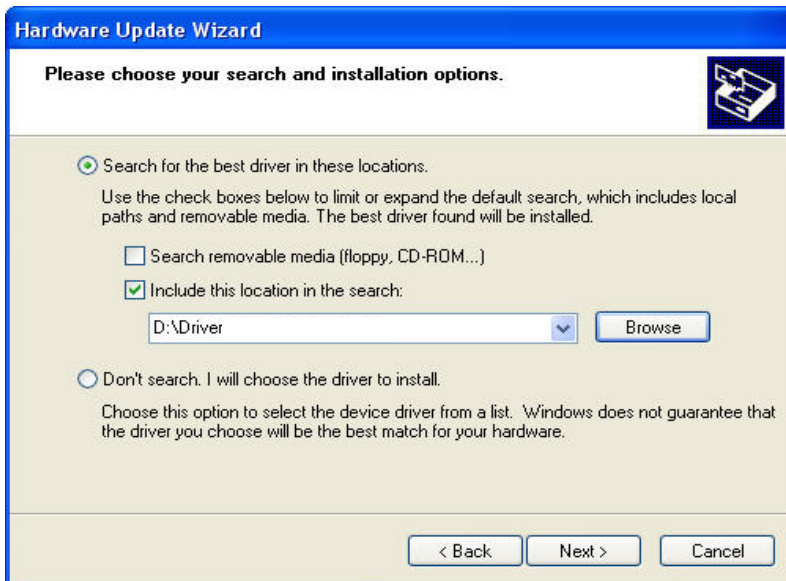 Hardware Update Wizard
Please choose your search and installation options.
Search for the best driver in these locations.
Use the check boxes below to limit or expand the default search, which includes local
paths and removable media. The best driver found will be installed.
Search removable media (floppy, CD-ROM...)
Include this location in the search:
D:\Driver
Browse
Don't search. I will choose the driver to install.
Choose this option to select the device driver from a list. Windows does not guarantee that
the driver you choose will be the best match for your hardware.
< Back
Next >
Cancel